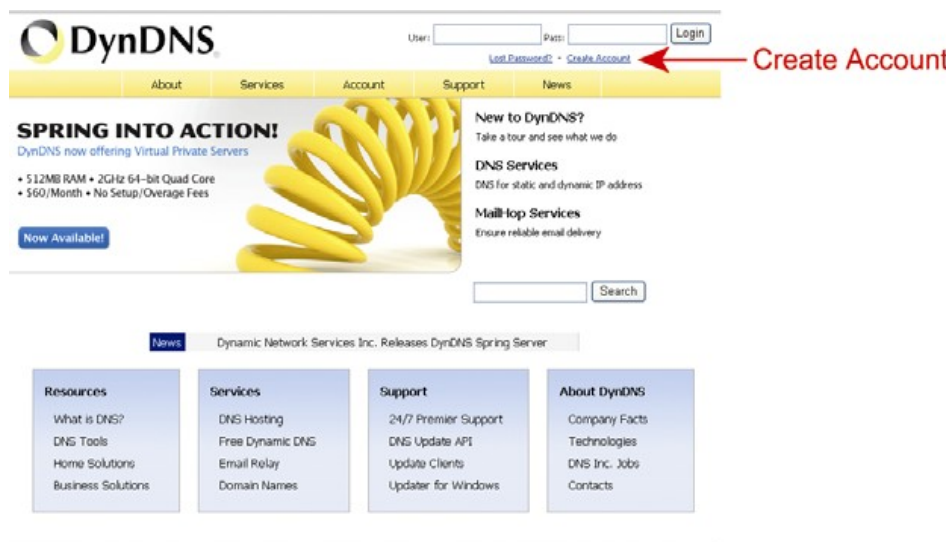 DynDNS
User: Pass: Login
Lost Password? • Create Account
Create Account
About Services Account Support News
SPRING INTO ACTION!
DynDNS now offering Virtual Private Servers
• 512MB RAM • 2GHz 64-bit Quad Core
• $60/Month • No Setup/Overage Fees
Now Available!
New to DynDNS?
Take a tour and see what we do
DNS Services
DNS for static and dynamic IP address
MailHop Services
Ensure reliable email delivery
Search
News Dynamic Network Services Inc. Releases DynDNS Spring Server
Resources
What is DNS?
DNS Tools
Home Solutions
Business Solutions
Services
DNS Hosting
Free Dynamic DNS
Email Relay
Domain Names
Support
24/7 Premier Support
DNS Update API
Update Clients
Updater for Windows
About DynDNS
Company Facts
Technologies
DNS Inc. Jobs
Contacts